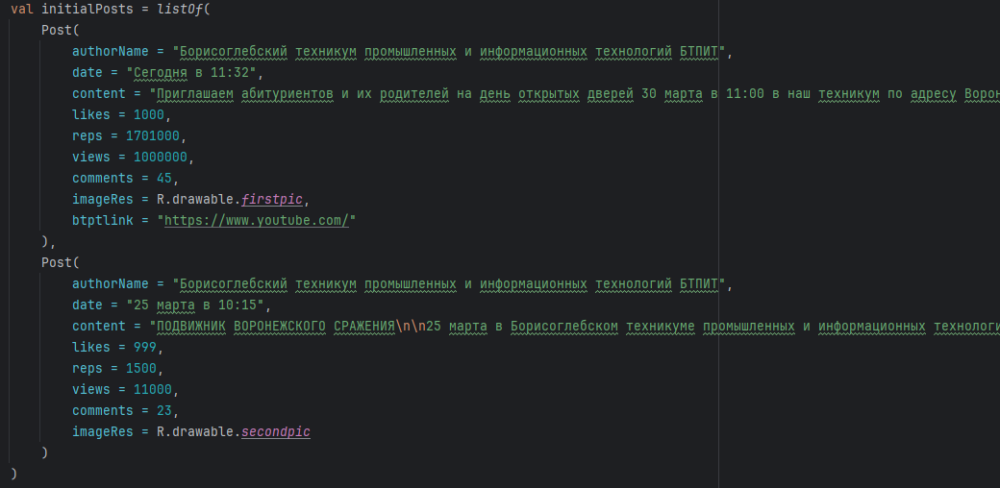 val initialPosts = listOf(
Post(
authorName = "Борисоглебский техникум промышленных и информационных технологий БТПИТ",
date = "Сегодня в 11:32",
content = "Приглашаем абитуриентов и их родителей на день открытых дверей 30 марта в 11:00 в наш техникум по адресу
likes = 1000,
reps = 1701000,
views = 1000000,
comments = 45,
imageRes = R.drawable.firstpic,
btptlink = "https://www.youtube.com/"
),
Post(
authorName = "Борисоглебский техникум промышленных и информационных технологий БТПИТ",
date = "25 марта в 10:15",
content = "ПОДВИЖНИК ВОРОНЕЖСКОГО СРАЖЕНИЯ\n\n25 марта в Борисоглебском техникуме промышленных и информационных
likes = 999,
reps = 1500,
views = 11000,
comments = 23,
imageRes = R.drawable.secondpic
)
)